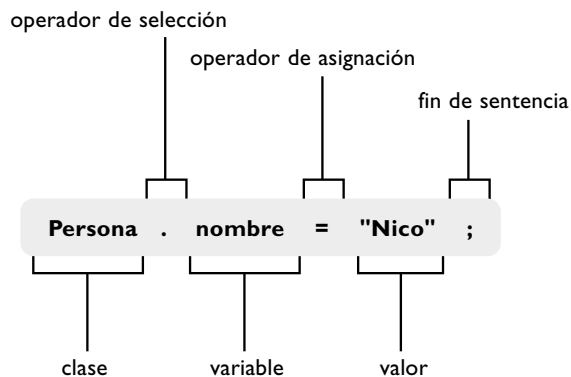 operador de selección
operador de asignación
fin de sentencia
Persona . nombre = "Nico" ;
clase variable valor